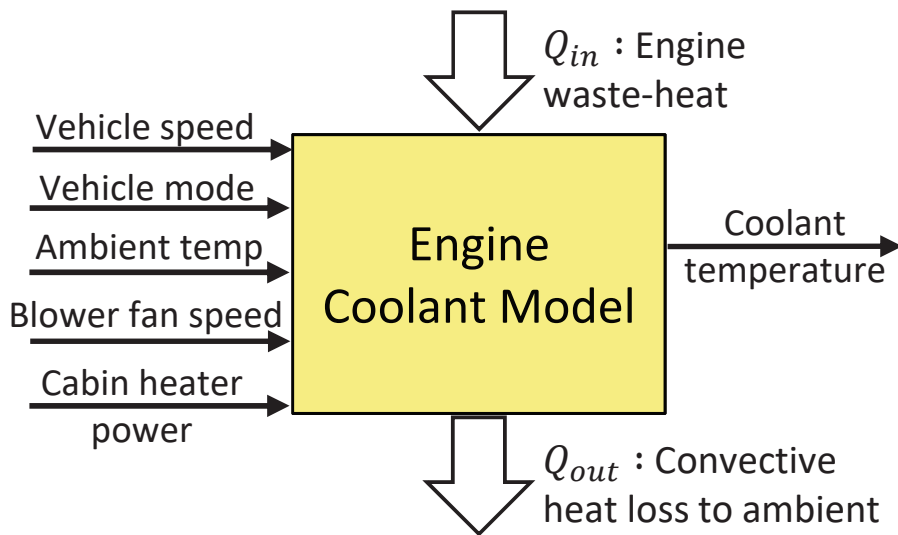 Q_in : Engine
waste-heat
Vehicle speed
Vehicle mode
Ambient temp
Blower fan speed
Cabin heater
power
Engine
Coolant Model
Coolant
temperature
Q_out : Convective
heat loss to ambient